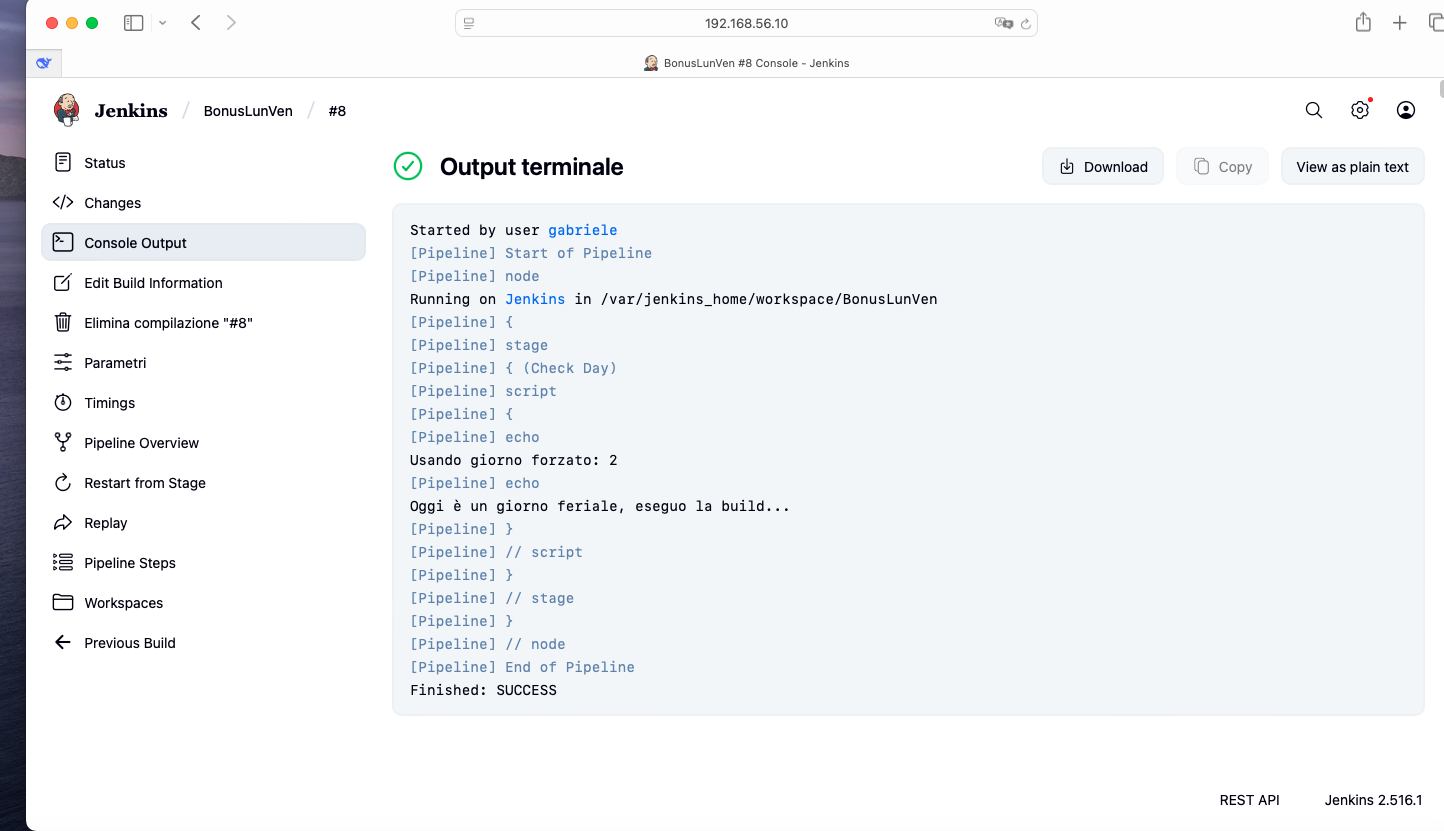 192.168.56.10
BonusLunVen #8 Console - Jenkins
Jenkins / BonusLunVen / #8
Status
Changes
Console Output
Edit Build Information
Elimina compilazione "#8"
Parametri
Timings
Pipeline Overview
Restart from Stage
Replay
Pipeline Steps
Workspaces
Previous Build
Output terminale
Download
Copy
View as plain text
Started by user gabriele
[Pipeline] Start of Pipeline
[Pipeline] node
Running on Jenkins in /var/jenkins_home/workspace/BonusLunVen
[Pipeline] {
[Pipeline] stage
[Pipeline] { (Check Day)
[Pipeline] script
[Pipeline] {
[Pipeline] echo
Usando giorno forzato: 2
[Pipeline] echo
Oggi è un giorno feriale, eseguo la build...
[Pipeline] }
[Pipeline] // script
[Pipeline] }
[Pipeline] // stage
[Pipeline] }
[Pipeline] // node
[Pipeline] End of Pipeline
Finished: SUCCESS
REST API
Jenkins 2.516.1